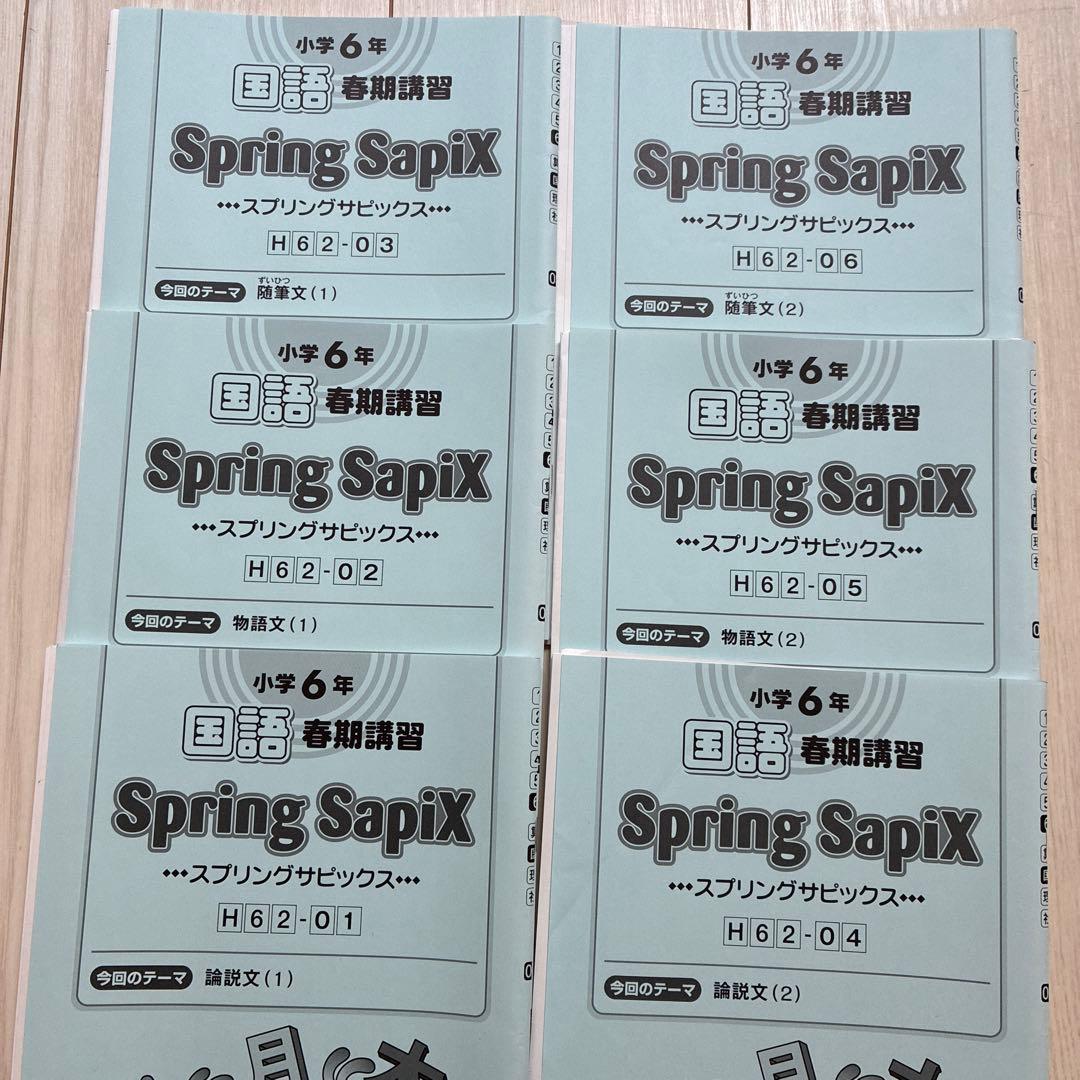 小学6年
国語 春期講習
Spring SapiX
スプリングサピックス
H62-03
ずいひつ
今回のテーマ 随筆文(1)
小学6年
国語 春期講習
Spring SapiX
スプリングサピックス
H62-02
今回のテーマ 物語文(1)
小学6年
国語 春期講習
Spring SapiX
スプリングサピックス
H62-01
今回のテーマ 論説文(1)
小学6年
国語 春期講習
Spring SapiX
スプリングサピックス
H62-06
ずいひつ
今回のテーマ 随筆文(2)
小学6年
国語 春期講習
Spring SapiX
スプリングサピックス
H62-05
今回のテーマ 物語文(2)
小学6年
国語 春期講習
Spring SapiX
スプリングサピックス
H62-04
今回のテーマ 論説文(2)